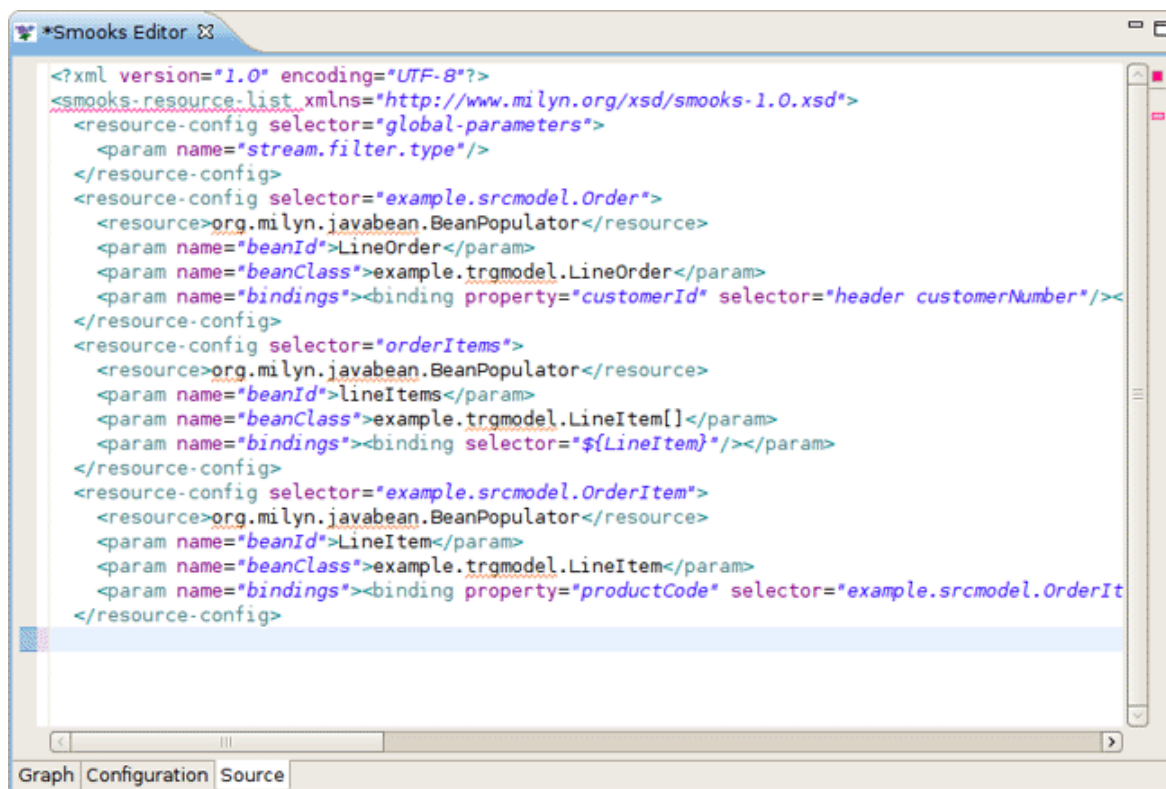 *Smooks Editor
<?xml version="1.0" encoding="UTF-8"?>
<smooks-resource-list xmlns="http://www.milyn.org/xsd/smooks-1.0.xsd">
<resource-config selector="global-parameters">
<param name="stream.filter.type"/>
</resource-config>
<resource-config selector="example.srcmodel.Order">
<resource>org.milyn.javabean.BeanPopulator</resource>
<param name="beanId">LineOrder</param>
<param name="beanClass">example.trgmodel.LineOrder</param>
<param name="bindings"><binding property="customerId" selector="header customerNumber"/><
</resource-config>
<resource-config selector="orderItems">
<resource>org.milyn.javabean.BeanPopulator</resource>
<param name="beanId">lineItems</param>
<param name="beanClass">example.trgmodel.LineItem[]</param>
<param name="bindings"><binding selector="${LineItem}"/></param>
</resource-config>
<resource-config selector="example.srcmodel.OrderItem">
<resource>org.milyn.javabean.BeanPopulator</resource>
<param name="beanId">LineItem</param>
<param name="beanClass">example.trgmodel.LineItem</param>
<param name="bindings"><binding property="productCode" selector="example.srcmodel.OrderIt
</resource-config>
Graph Configuration Source